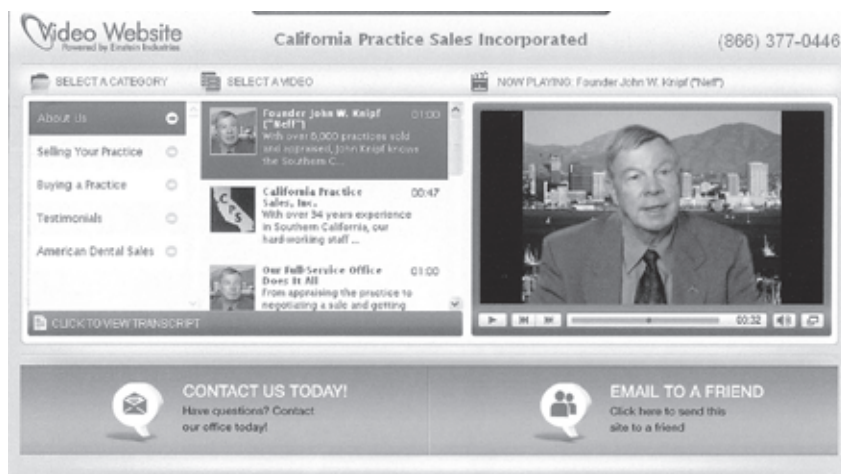 Video Website
Powered by Einstein Industries
California Practice Sales Incorporated
(866) 377-0446
SELECT A CATEGORY
SELECT A VIDEO
NOW PLAYING: Founder John W. Knipf ("Neff")
About Us
Selling Your Practice
Buying a Practice
Testimonials
American Dental Sales
Founder John W. Knipf
("Neff")
01:00
With over 6,000 practices sold
and appraised, John Knipf knows
the Southern C...
CPS
California Practice
Sales, Inc.
00:47
With over 34 years experience
in Southern California, our
hard-working staff ...
Our Full-Service Office
Does It All
01:00
From appraising the practice to
negotiating a sale and getting
CLICK TO VIEW TRANSCRIPT
00:32
CONTACT US TODAY!
Have questions? Contact
our office today!
EMAIL TO A FRIEND
Click here to send this
site to a friend